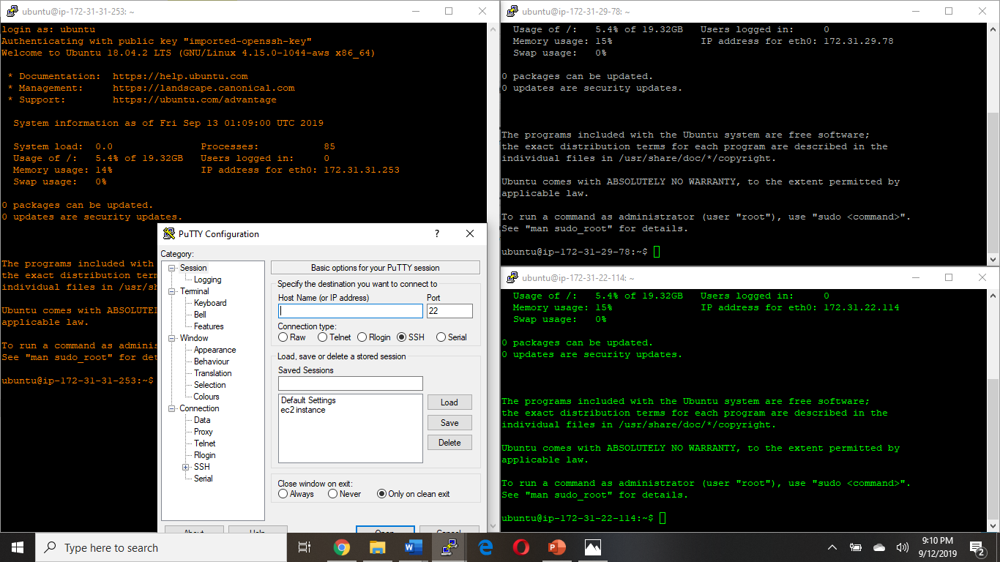 ubuntu@ip-172-31-31-253: ~
login as: ubuntu
Authenticating with public key "imported-openssh-key"
Welcome to Ubuntu 18.04.2 LTS (GNU/Linux 4.15.0-1044-aws x86_64)
* Documentation:  https://help.ubuntu.com
* Management:     https://landscape.canonical.com
* Support:        https://ubuntu.com/advantage
System information as of Fri Sep 13 01:09:00 UTC 2019
System load:  0.0               Processes:           85
Usage of /:   5.4% of 19.32GB   Users logged in:     0
Memory usage: 14%               IP address for eth0: 172.31.31.253
Swap usage:   0%
0 packages can be updated.
0 updates are security updates.
The programs included with
the exact distribution term
individual files in /usr/sh
Ubuntu comes with ABSOLUTE
applicable law.
To run a command as adminis
See "man sudo_root" for det
ubuntu@ip-172-31-31-253:~$
PuTTY Configuration
?
Category:
Session
Logging
Terminal
Keyboard
Bell
Features
Window
Appearance
Behaviour
Translation
Selection
Colours
Connection
Data
Proxy
Telnet
Rlogin
SSH
Serial
Basic options for your PuTTY session
Specify the destination you want to connect to
Host Name (or IP address) Port
22
Connection type:
Raw Telnet Rlogin SSH Serial
Load, save or delete a stored session
Saved Sessions
Default Settings
ec2 instance
Load
Save
Delete
Close window on exit:
Always Never Only on clean exit
About Help Open Cancel
ubuntu@ip-172-31-29-78: ~
Usage of /:   5.4% of 19.32GB   Users logged in:     0
Memory usage: 15%               IP address for eth0: 172.31.29.78
Swap usage:   0%
0 packages can be updated.
0 updates are security updates.
The programs included with the Ubuntu system are free software;
the exact distribution terms for each program are described in the
individual files in /usr/share/doc/*/copyright.
Ubuntu comes with ABSOLUTELY NO WARRANTY, to the extent permitted by
applicable law.
To run a command as administrator (user "root"), use "sudo <command>".
See "man sudo_root" for details.
ubuntu@ip-172-31-29-78:~$
ubuntu@ip-172-31-22-114: ~
Usage of /:   5.4% of 19.32GB   Users logged in:     0
Memory usage: 15%               IP address for eth0: 172.31.22.114
Swap usage:   0%
0 packages can be updated.
0 updates are security updates.
The programs included with the Ubuntu system are free software;
the exact distribution terms for each program are described in the
individual files in /usr/share/doc/*/copyright.
Ubuntu comes with ABSOLUTELY NO WARRANTY, to the extent permitted by
applicable law.
To run a command as administrator (user "root"), use "sudo <command>".
See "man sudo_root" for details.
ubuntu@ip-172-31-22-114:~$
Type here to search
9:10 PM
9/12/2019
2